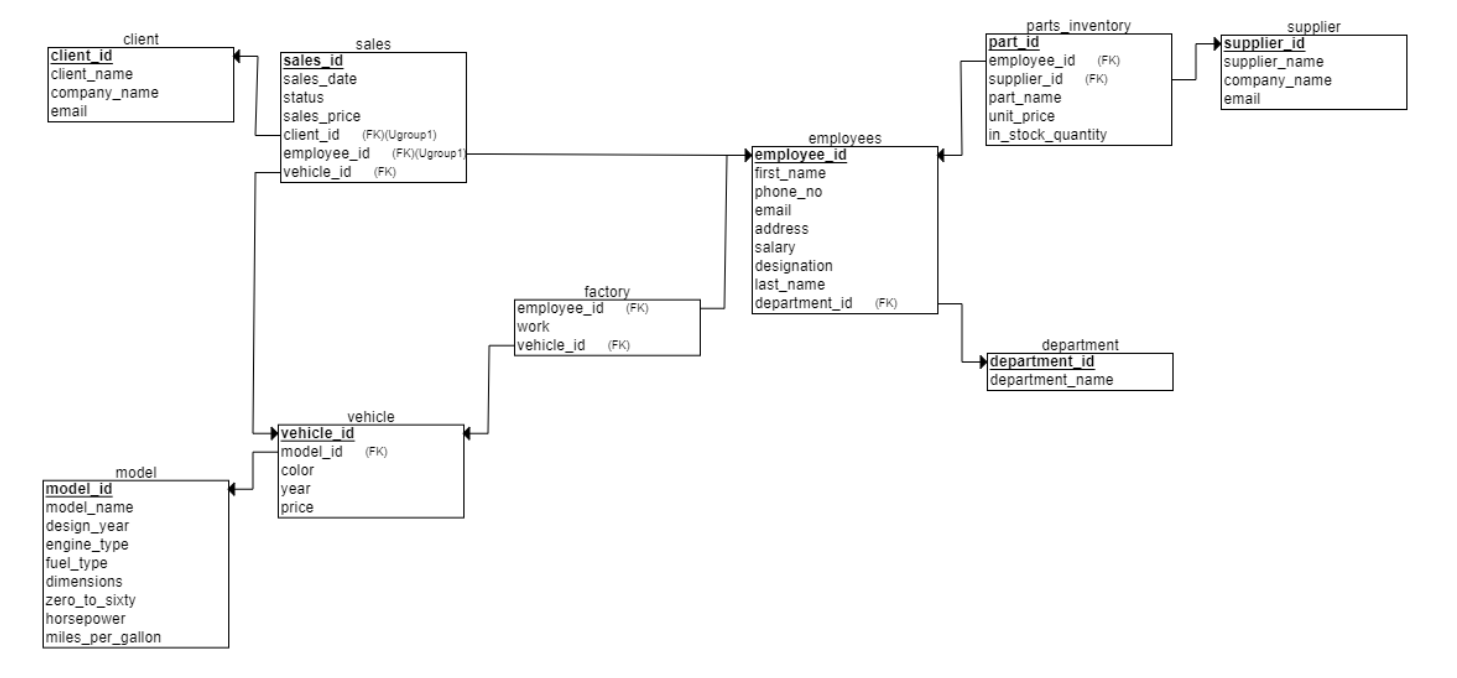 client
client_id
client_name
company_name
email
sales
sales_id
sales_date
status
sales_price
client_id (FK)(Ugroup1)
employee_id (FK)(Ugroup1)
vehicle_id (FK)
parts_inventory
part_id
employee_id (FK)
supplier_id (FK)
part_name
unit_price
in_stock_quantity
supplier
supplier_id
supplier_name
company_name
email
employees
employee_id
first_name
phone_no
email
address
salary
designation
last_name
department_id (FK)
factory
employee_id (FK)
work
vehicle_id (FK)
department
department_id
department_name
vehicle
vehicle_id
model_id (FK)
color
year
price
model
model_id
model_name
design_year
engine_type
fuel_type
dimensions
zero_to_sixty
horsepower
miles_per_gallon